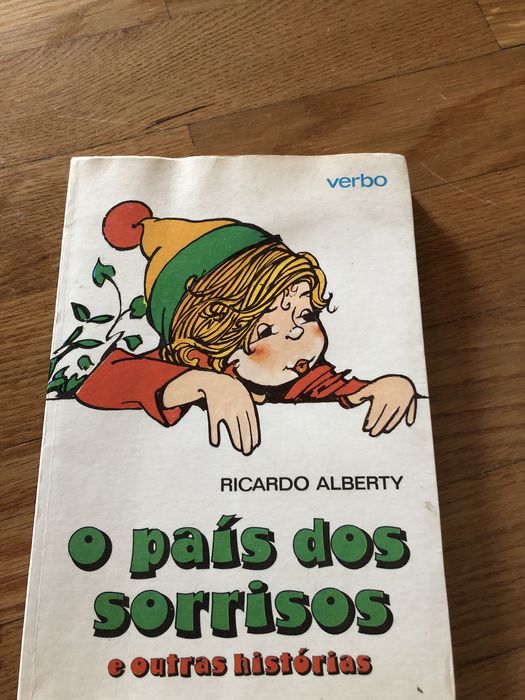 verbo
RICARDO ALBERTY
o país dos
sorrisos
e outras histórias